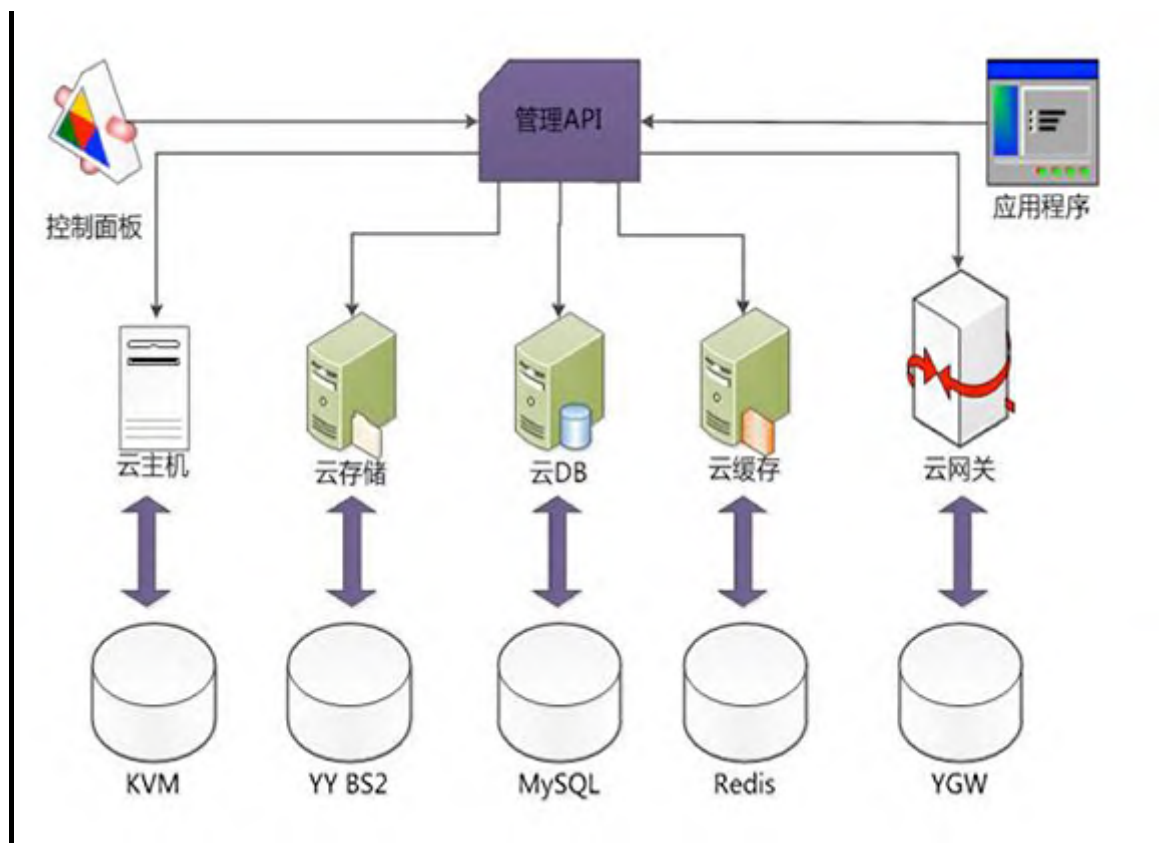 管理API
控制面板
应用程序
云主机
云存储
云DB
云缓存
云网关
KVM
YY BS2
MySQL
Redis
YGW